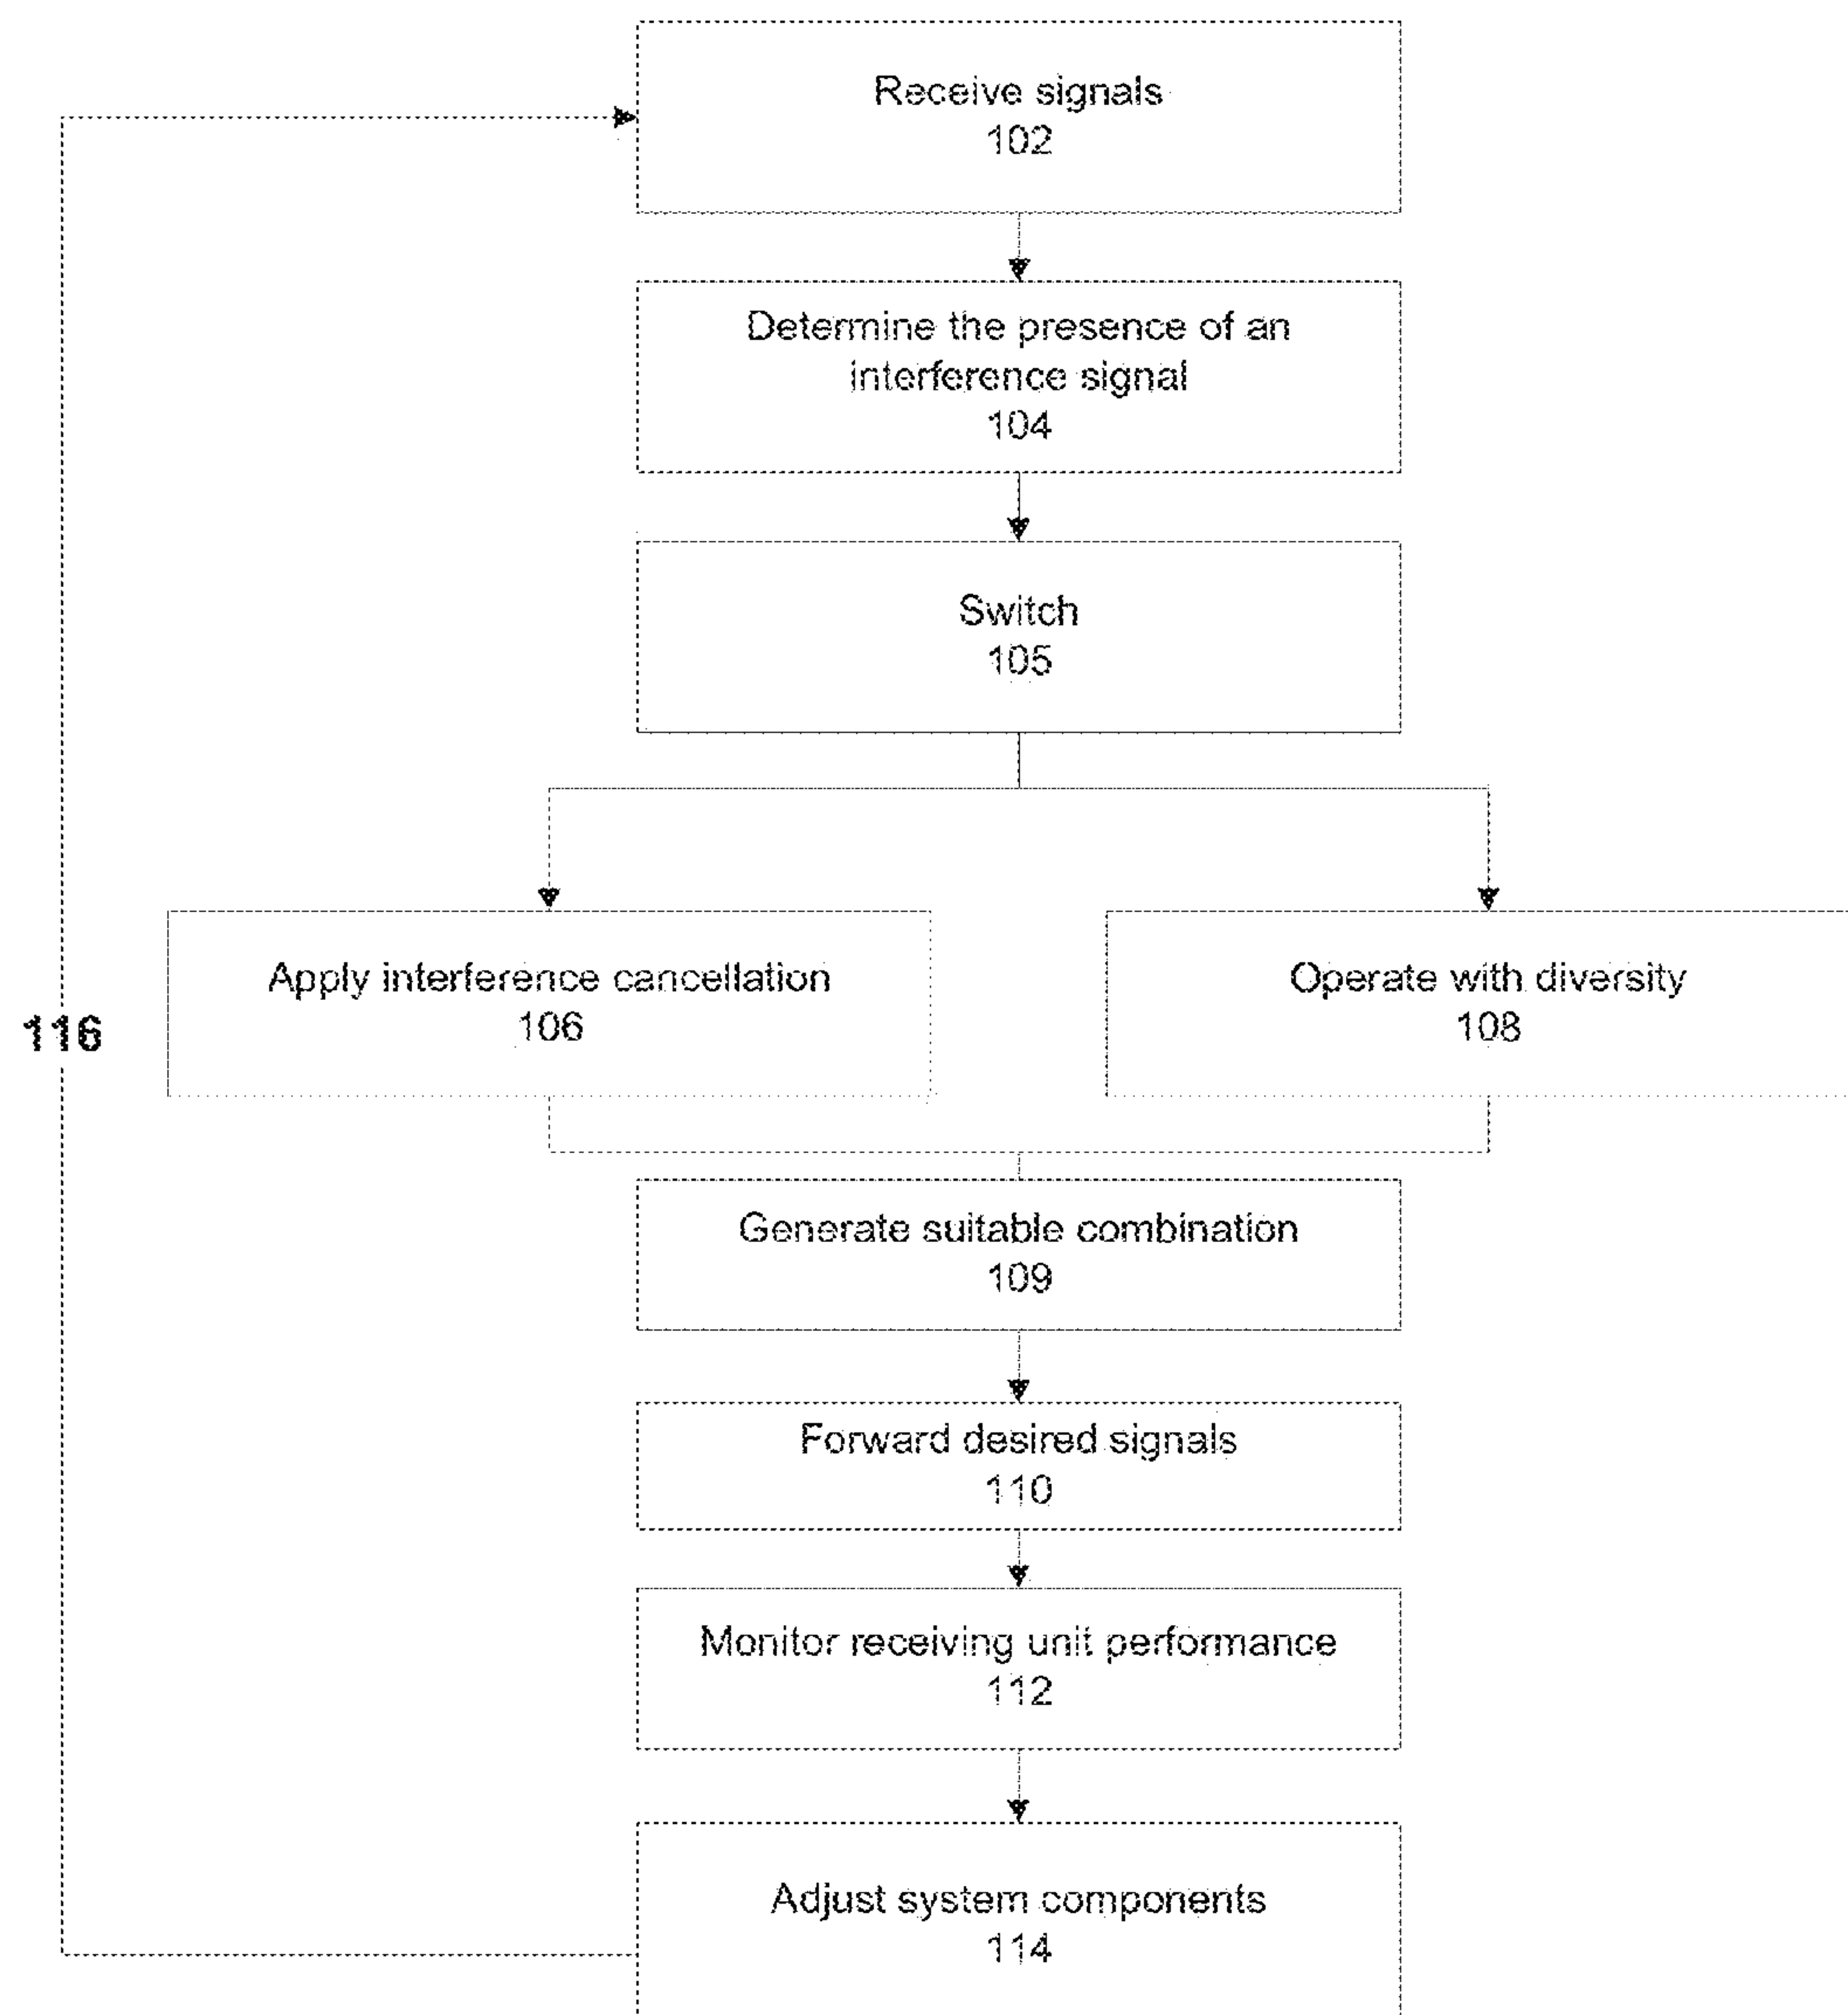 Receive signals
102
Determine the presence of an
interference signal
104
Switch
105
Apply interference cancellation
106
Operate with diversity
108
116
Generate suitable combination
109
Forward desired signals
110
Monitor receiving unit performance
112
Adjust system components
114